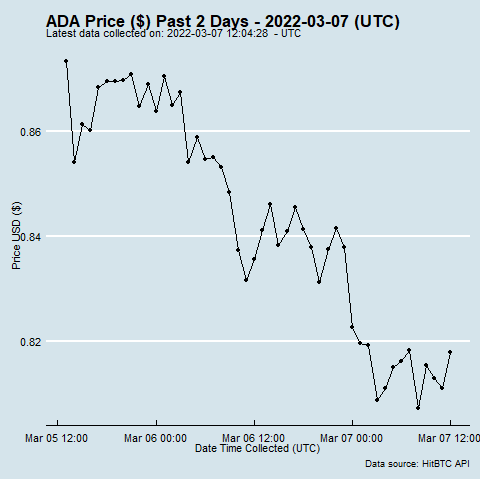 ADA Price ($) Past 2 Days - 2022-03-07 (UTC)
Latest data collected on: 2022-03-07 12:04:28  - UTC
Price USD ($)
0.86
0.84
0.82
Mar 05 12:00
Mar 06 00:00
Mar 06 12:00
Mar 07 00:00
Mar 07 12:00
Date Time Collected (UTC)
Data source: HitBTC API